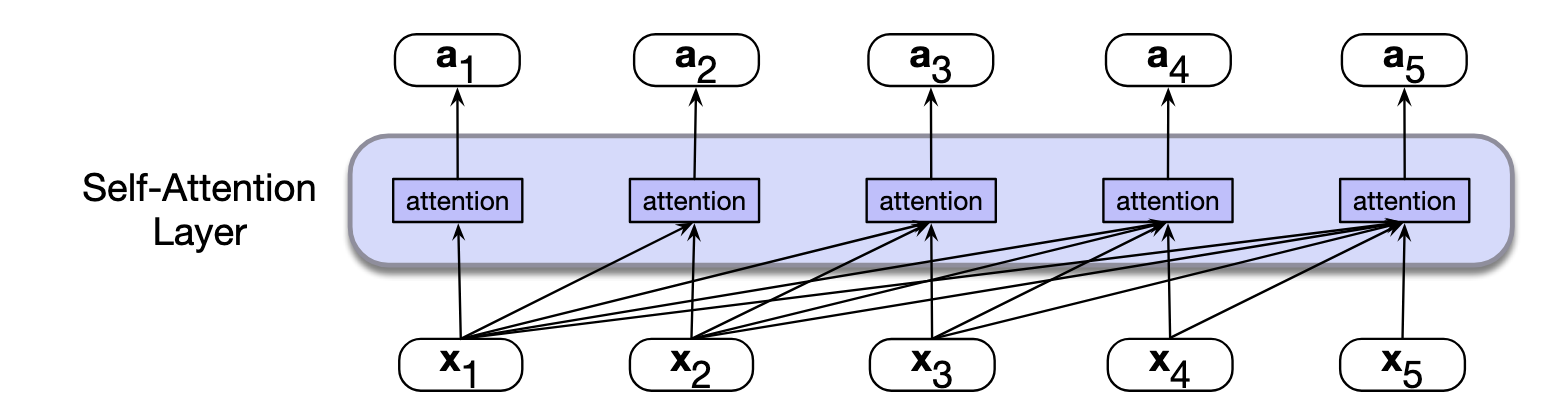 a1 a2 a3 a4 a5
Self-Attention
Layer
attention attention attention attention attention
x1 x2 x3 x4 x5